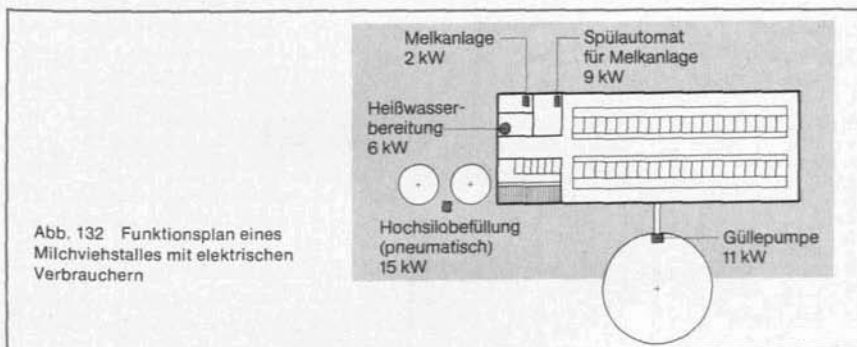 Melkanlage
2 kW
Spülautomat
für Melkanlage
9 kW
Heißwasser-
bereitung
6 kW
Hochsilobefüllung
(pneumatisch)
15 kW
Güllepumpe
11 kW
Abb. 132 Funktionsplan eines
Milchviehstalles mit elektrischen
Verbrauchern